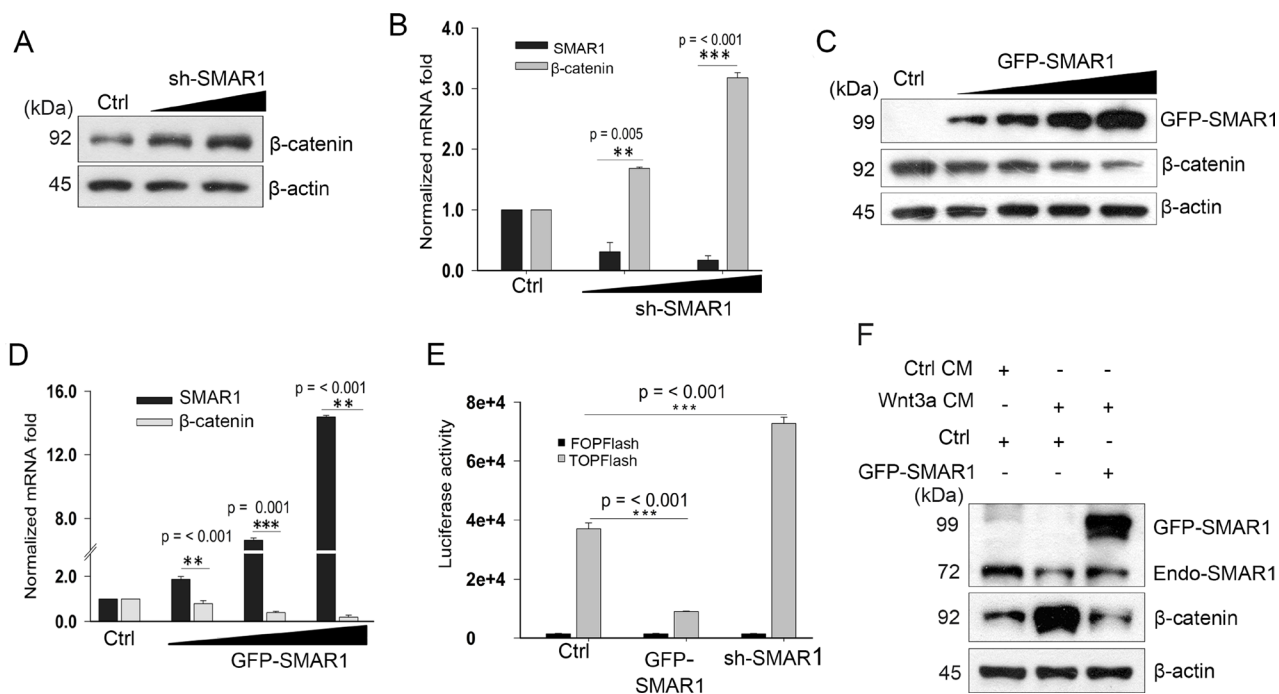 A
sh-SMAR1
(kDa)
Ctrl
92
β-catenin
45
β-actin
B
4.0
3.0
2.0
1.0
0.0
Normalized mRNA fold
SMAR1
β-catenin
p = 0.005
**
p = <0.001
***
Ctrl
sh-SMAR1
C
GFP-SMAR1
Ctrl
(kDa)
99
GFP-SMAR1
92
β-catenin
45
β-actin
D
16.0
14.0
8.0
2.0
0.0
Normalized mRNA fold
SMAR1
β-catenin
p = <0.001
**
p = 0.001
***
p = <0.001
**
Ctrl
GFP-SMAR1
E
8e+4
6e+4
4e+4
2e+4
0
Luciferase activity
FOPFlash
TOPFlash
p = < 0.001
***
p = < 0.001
***
Ctrl
GFP-
SMAR1
sh-SMAR1
F
Ctrl CM + - -
Wnt3a CM - + +
Ctrl + + -
GFP-SMAR1 - - +
(kDa)
99
GFP-SMAR1
72
Endo-SMAR1
92
β-catenin
45
β-actin